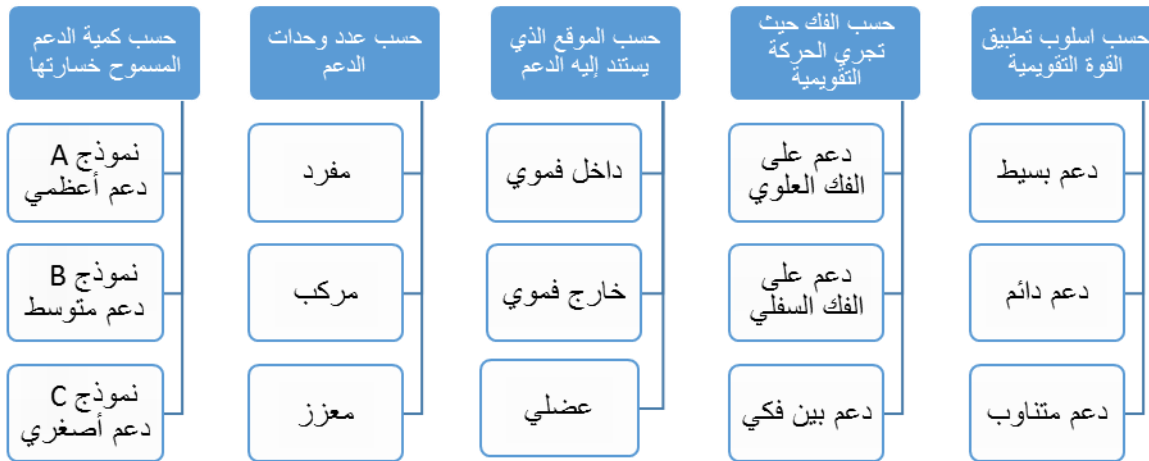 حسب اسلوب تطبيق
القوة التقويمية
دعم بسيط
دعم دائم
دعم متناوب
حسب الفك حيث
تجري الحركة
التقويمية
دعم على
الفك العلوي
دعم على
الفك السفلي
دعم بين فكي
حسب الموقع الذي
يستند إليه الدعم
داخل فموي
خارج فموي
عضلي
حسب عدد وحدات
الدعم
مفرد
مركب
معزز
حسب كمية الدعم
المسموح خسارتها
نموذج A
دعم أعظمي
نموذج B
دعم متوسط
نموذج C
دعم أصغري